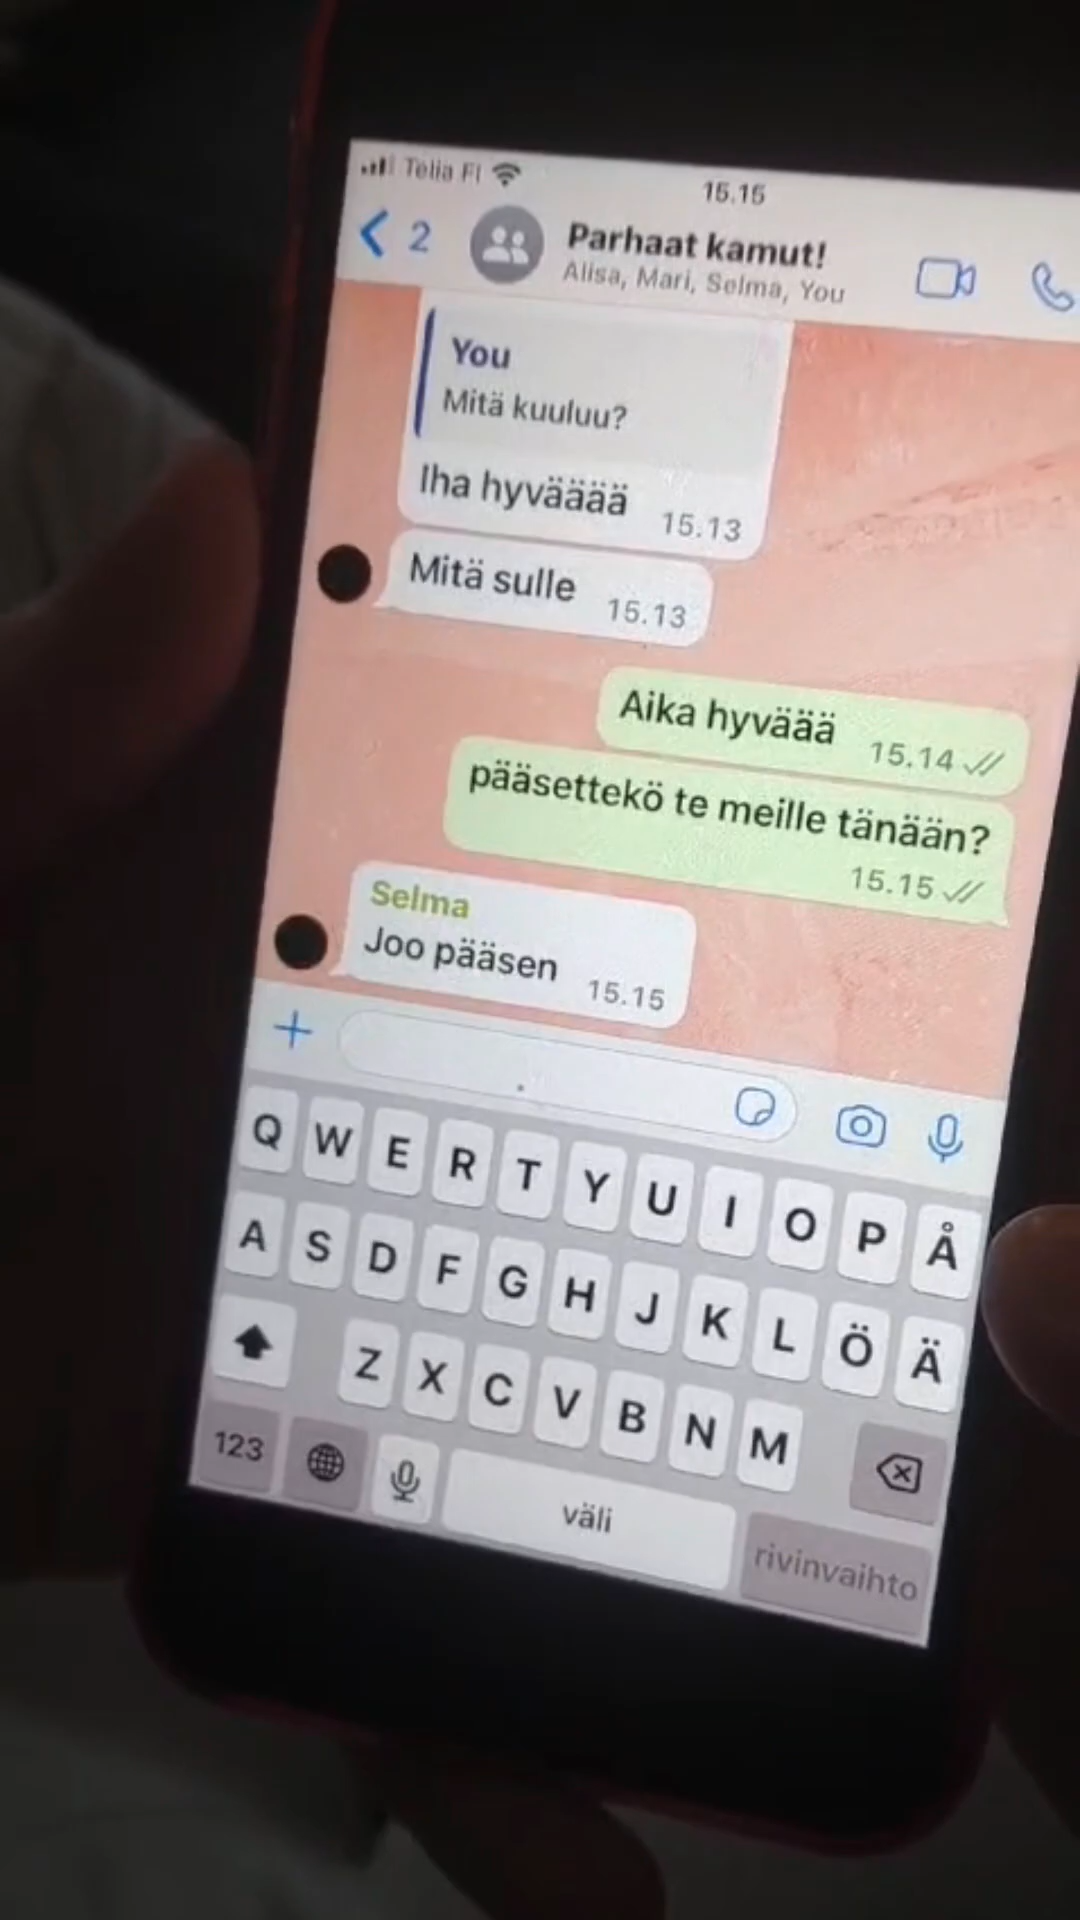 Telia FI
15.15
2
Parhaat kamut!
Alisa, Mari, Selma, You
You
Mitä kuuluu?
Iha hyvääää
15.13
Mitä sulle
15.13
Aika hyväää
15.14
pääsettekö te meille tänään?
15.15
Selma
Joo pääsen
15.15
Q W E R T Y U I O P Å
A S D F G H J K L Ö Ä
Z X C V B N M
123
väli
rivinvaihto